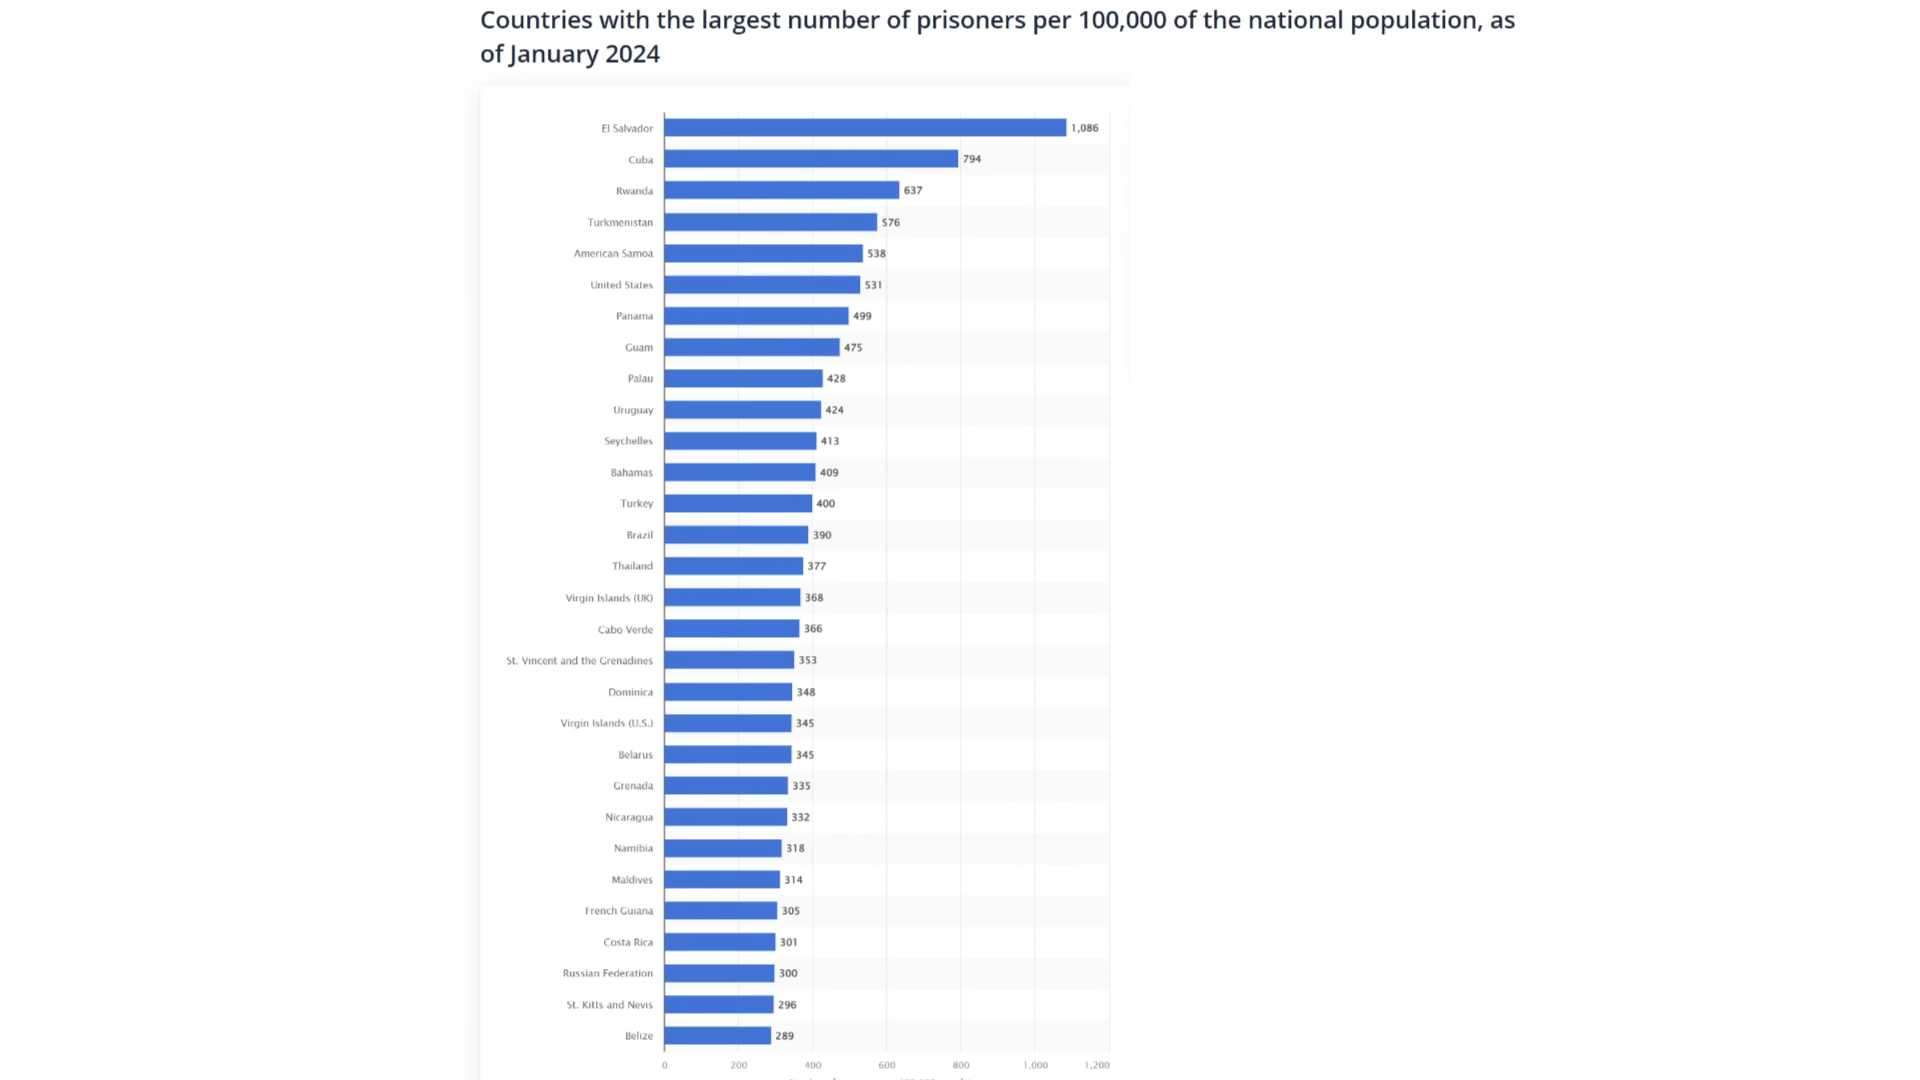 Countries with the largest number of prisoners per 100,000 of the national population, as
of January 2024
El Salvador 1,086
Cuba 794
Rwanda 637
Turkmenistan 576
American Samoa 538
United States 531
Panama 499
Guam 475
Palau 428
Uruguay 424
Seychelles 413
Bahamas 409
Turkey 400
Brazil 390
Thailand 377
Virgin Islands (UK) 368
Cabo Verde 366
St. Vincent and the Grenadines 353
Dominica 348
Virgin Islands (U.S.) 345
Belarus 345
Grenada 335
Nicaragua 332
Namibia 318
Maldives 314
French Guiana 305
Costa Rica 301
Russian Federation 300
St. Kitts and Nevis 296
Belize 289
0 200 400 600 800 1,000 1,200